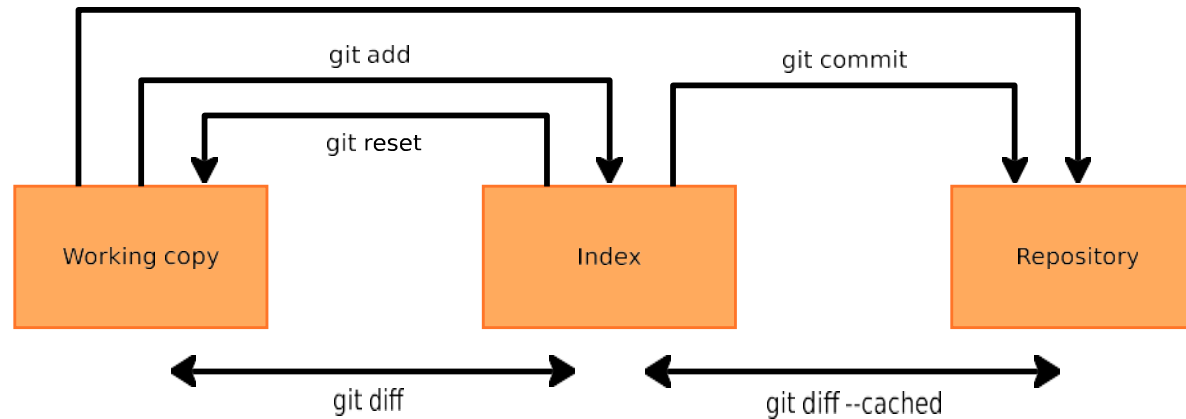 git add
git commit
git reset
Working copy
Index
Repository
git diff
git diff --cached